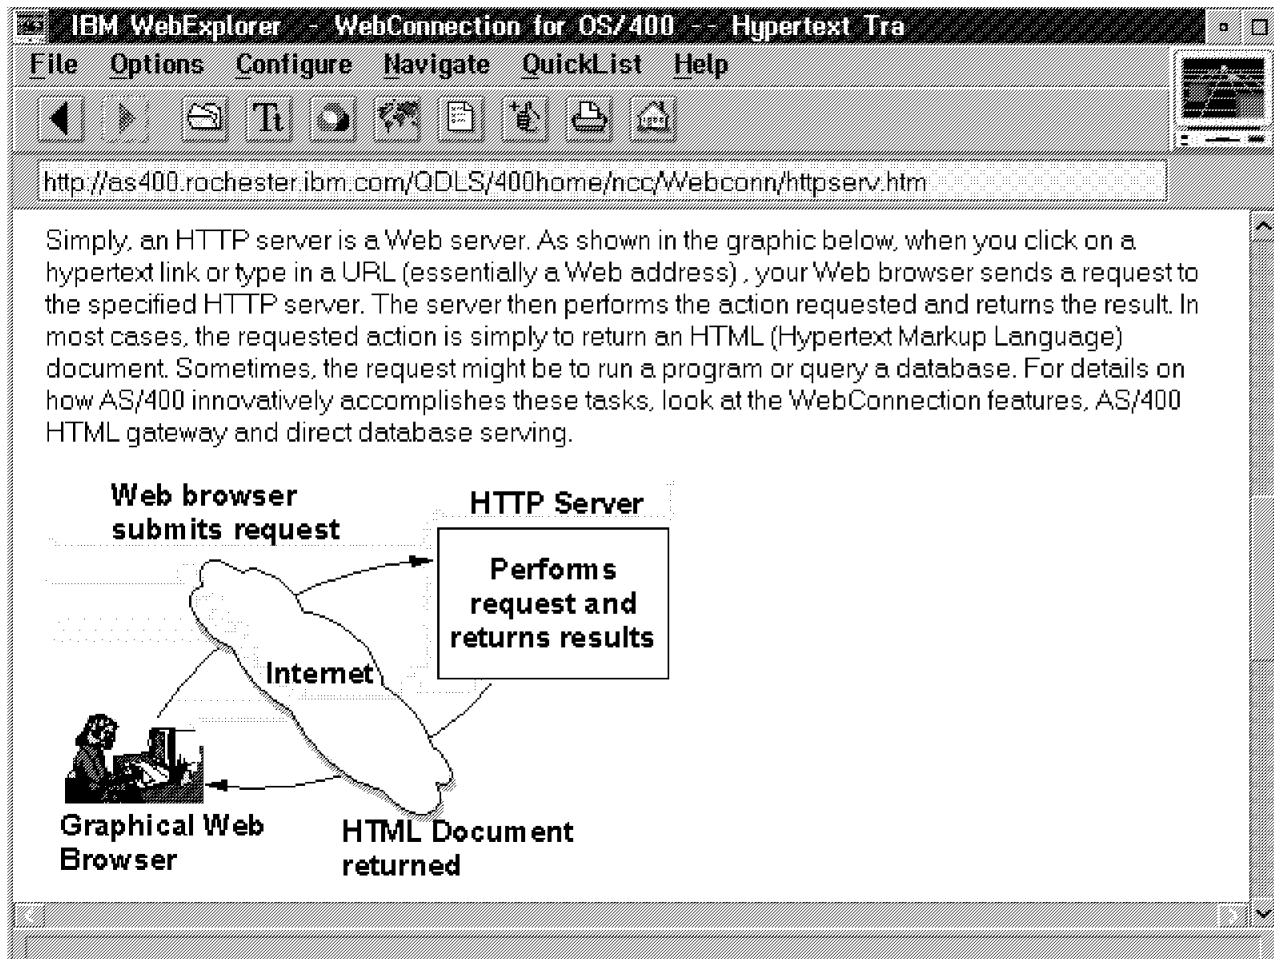 IBM WebExplorer - WebConnection for OS/400 -- Hypertext Tra
File Options Configure Navigate QuickList Help
Tt
http://as400.rochester.ibm.com/QDLS/400home/ncc/Webconn/httpserv.htm
Simply, an HTTP server is a Web server. As shown in the graphic below, when you click on a
hypertext link or type in a URL (essentially a Web address) , your Web browser sends a request to
the specified HTTP server. The server then performs the action requested and returns the result. In
most cases, the requested action is simply to return an HTML (Hypertext Markup Language)
document. Sometimes, the request might be to run a program or query a database. For details on
how AS/400 innovatively accomplishes these tasks, look at the WebConnection features, AS/400
HTML gateway and direct database serving.
Web browser
submits request
HTTP Server
Performs
request and
returns results
Internet
Graphical Web
Browser
HTML Document
returned